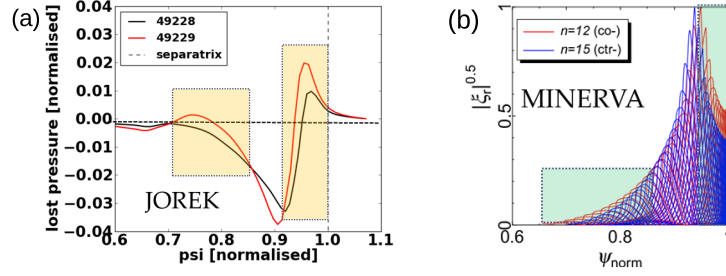 (a)
lost pressure [normalised]
0.04
0.03
0.02
0.01
0.00
−0.01
−0.02
−0.03
−0.04
49228
49229
separatrix
JOREK
0.6 0.7 0.8 0.9 1.0 1.1
psi [normalised]
(b)
|ξr|^0.5
1
0.5
0
n=12 (co-)
n=15 (ctr-)
MINERVA
0.6 0.8
ψnorm